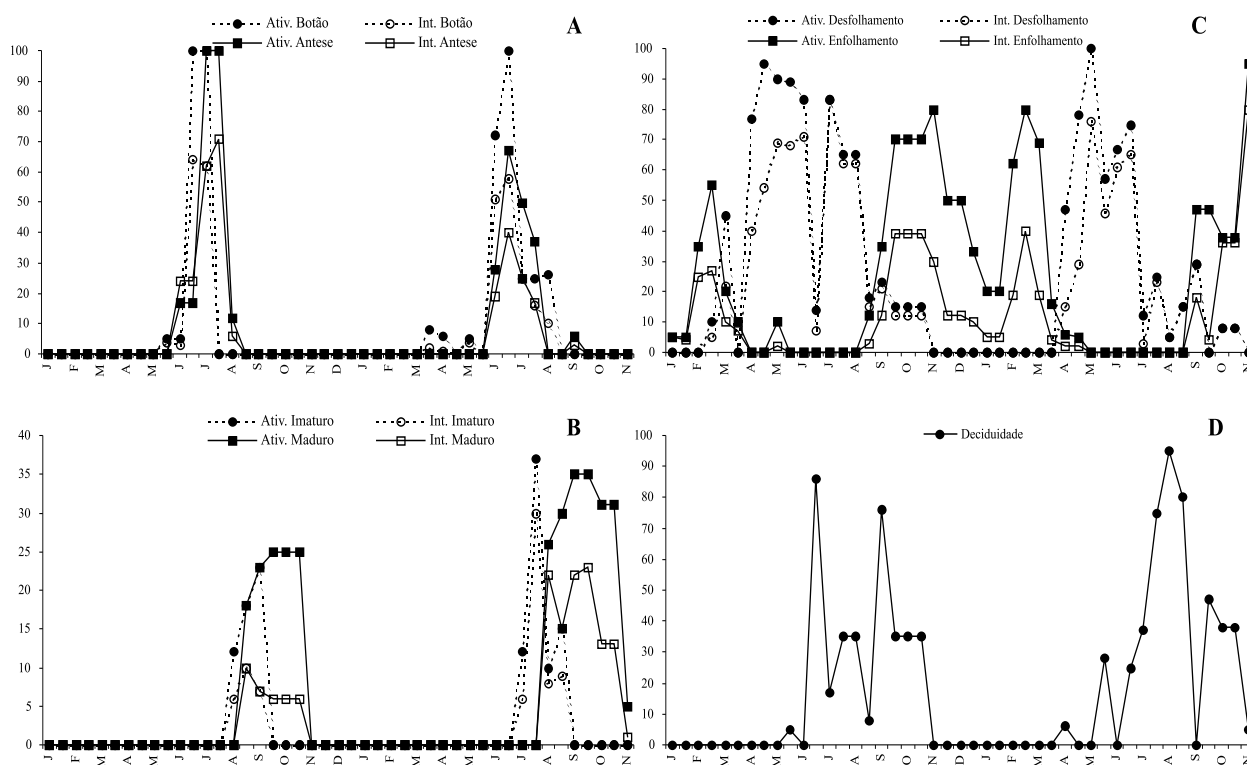 Ativ. Botão Int. Botão
Ativ. Antese Int. Antese
A
100
90
80
70
60
50
40
30
20
10
0
J F M A M J J A S O N D J F M A M J J A S O N
Ativ. Desfolhamento Int. Desfolhamento
Ativ. Enfolhamento Int. Enfolhamento
C
100
90
80
70
60
50
40
30
20
10
0
J F M A M J J A S O N D J F M A M J J A S O N
Ativ. Imaturo Int. Imaturo
Ativ. Maduro Int. Maduro
B
40
35
30
25
20
15
10
5
0
J F M A M J J A S O N D J F M A M J J A S O N
Deciduidade
D
100
90
80
70
60
50
40
30
20
10
0
J F M A M J J A S O N D J F M A M J J A S O N